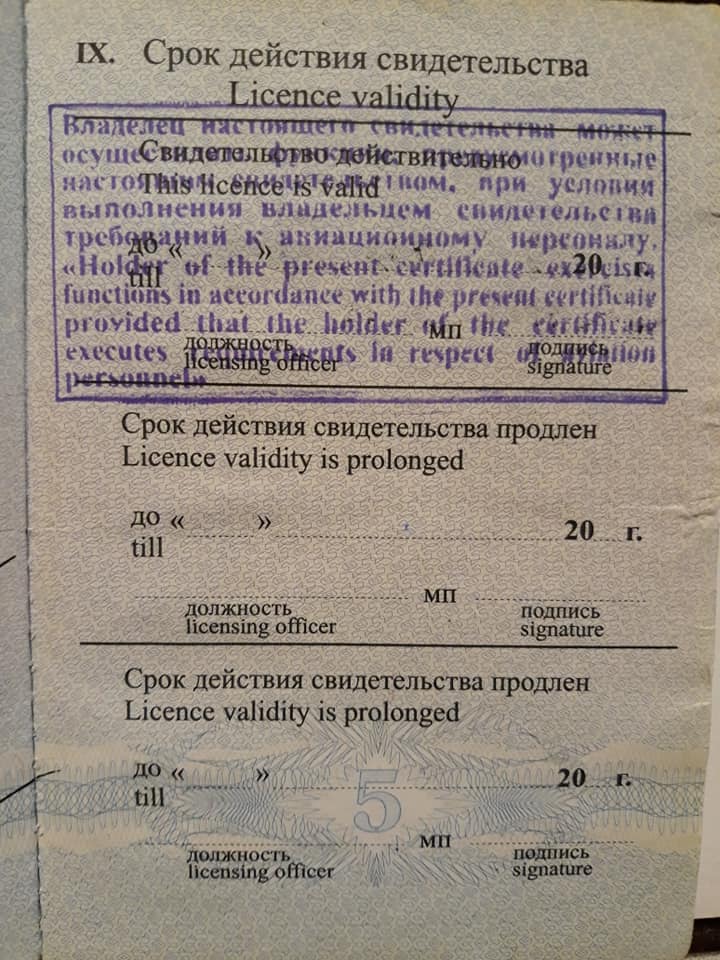 IX. Срок действия свидетельства
Licence validity
Владелец настоящего свидетельства может
осуществлять функции, предусмотренные
настоящим свидетельством, при условии
выполнения владельцем свидетельства
требований к авиационному персоналу.
«Holder of the present certificate exercise
functions in accordance with the present certificate
provided that the holder of the certificate
executes requirements in respect of aviation
personnel»
Свидетельство действительно
This licence is valid
до « » 20 г.
till
МП
должность подпись
licensing officer signature
Срок действия свидетельства продлен
Licence validity is prolonged
до « » 20 г.
till
МП
должность подпись
licensing officer signature
Срок действия свидетельства продлен
Licence validity is prolonged
до « » 20 г.
till
5
МП
должность подпись
licensing officer signature